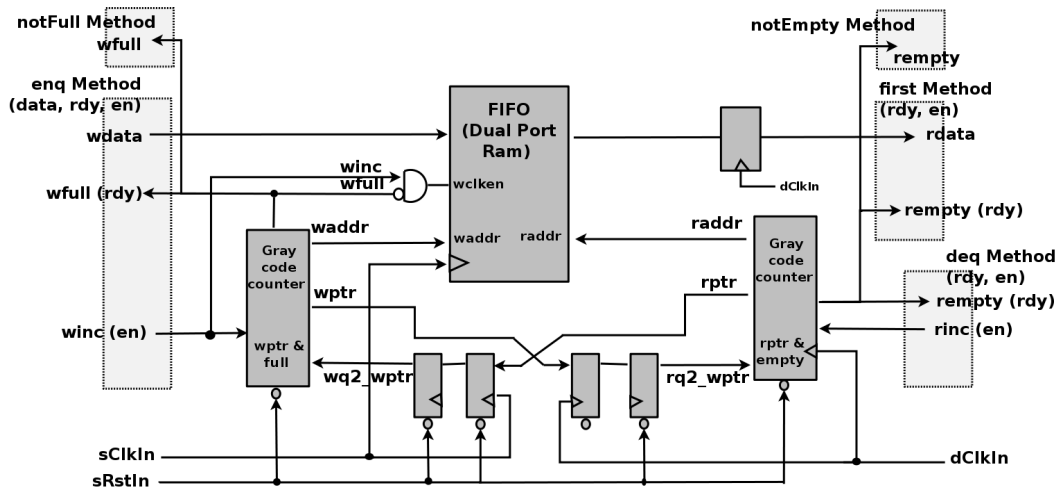 notFull Method
wfull
notEmpty Method
rempty
enq Method
(data, rdy, en)
wdata
first Method
(rdy, en)
rdata
FIFO
(Dual Port
Ram)
winc
wfull
wclken
dClkIn
wfull (rdy)
rempty (rdy)
waddr
waddr
raddr
raddr
Gray
code
counter
wptr &
full
Gray
code
counter
rptr &
empty
deq Method
(rdy, en)
rempty (rdy)
rinc (en)
wptr
rptr
winc (en)
wq2_wptr
rq2_wptr
sClkIn
dClkIn
sRstIn